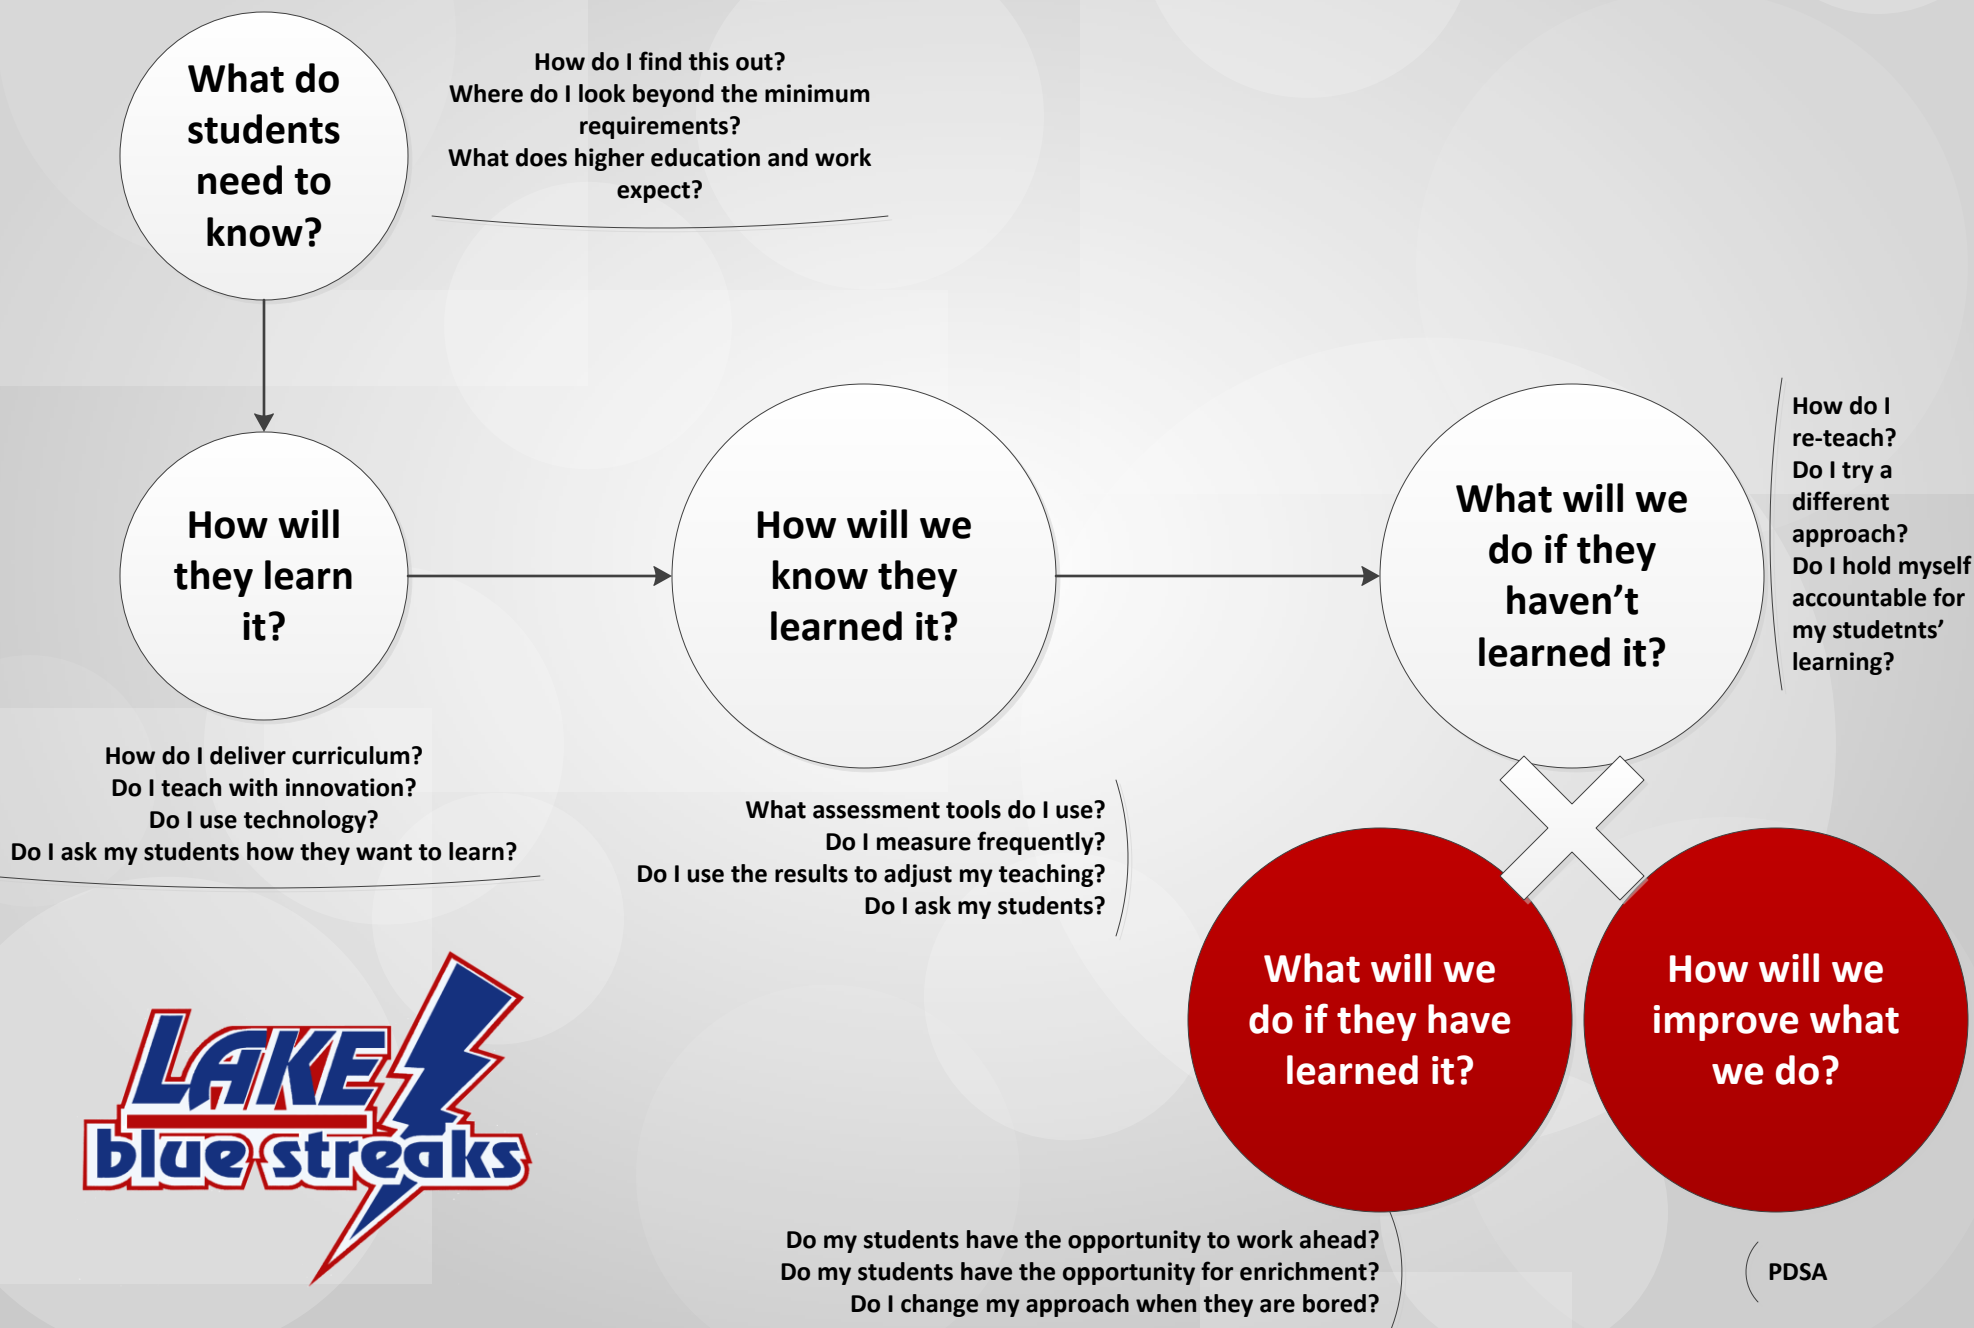 What do
students
need to
know?
How do I find this out?
Where do I look beyond the minimum
requirements?
What does higher education and work
expect?
How will
they learn
it?
How do I deliver curriculum?
Do I teach with innovation?
Do I use technology?
Do I ask my students how they want to learn?
How will we
know they
learned it?
What assessment tools do I use?
Do I measure frequently?
Do I use the results to adjust my teaching?
Do I ask my students?
What will we
do if they
haven’t
learned it?
How do I
re-teach?
Do I try a
different
approach?
Do I hold myself
accountable for
my studetnts’
learning?
What will we
do if they have
learned it?
Do my students have the opportunity to work ahead?
Do my students have the opportunity for enrichment?
Do I change my approach when they are bored?
How will we
improve what
we do?
PDSA
LAKE
blue streaks